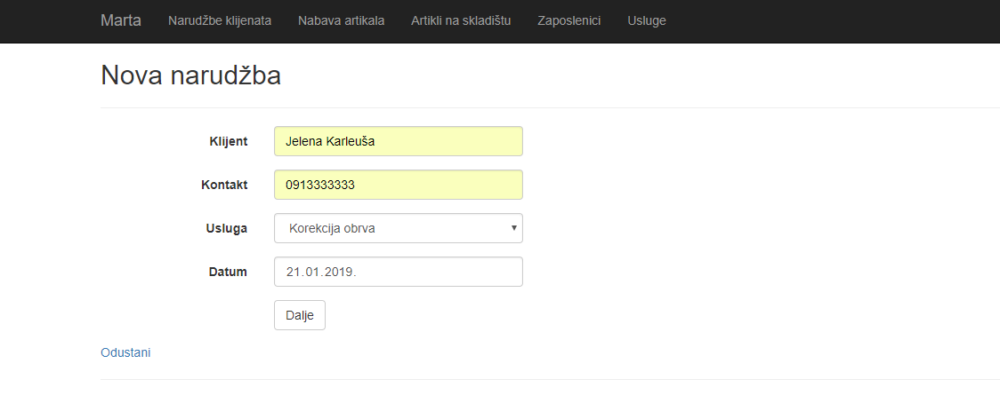 Marta Narudžbe klijenata Nabava artikala Artikli na skladištu Zaposlenici Usluge
Nova narudžba
Klijent Jelena Karleuša
Kontakt 0913333333
Usluga Korekcija obrva
Datum 21.01.2019.
Dalje
Odustani